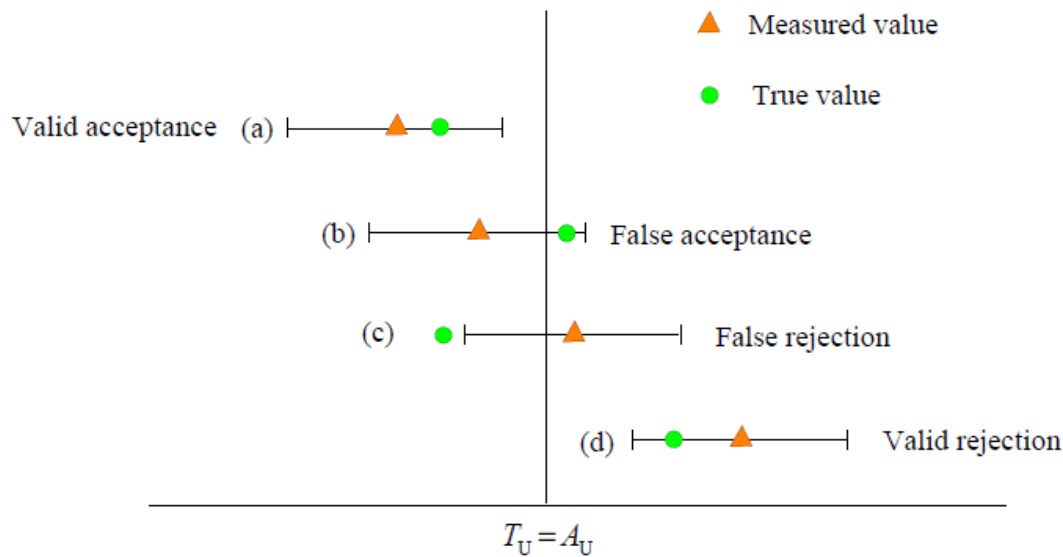 Measured value
True value
Valid acceptance (a)
(b) False acceptance
(c) False rejection
(d) Valid rejection
T_U = A_U